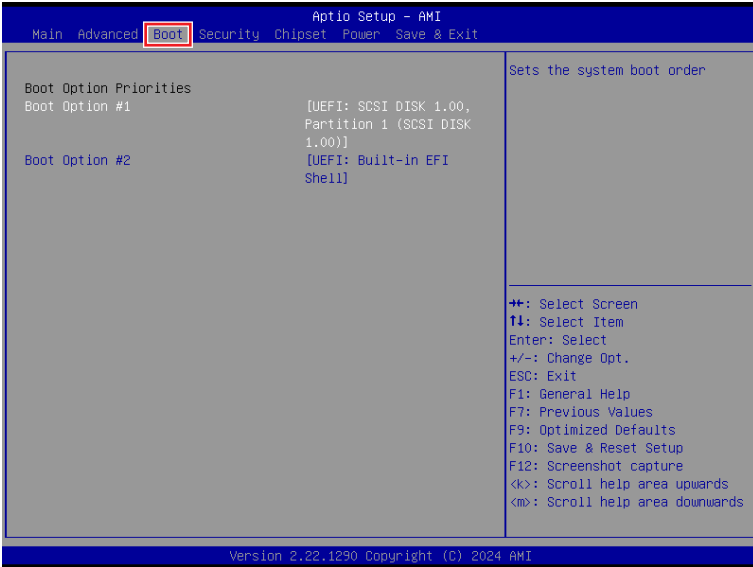 Aptio Setup - AMI
Main Advanced Boot Security Chipset Power Save & Exit
Boot Option Priorities
Boot Option #1 [UEFI: SCSI DISK 1.00,
Partition 1 (SCSI DISK
1.00)]
Boot Option #2 [UEFI: Built-in EFI
Shell]
Sets the system boot order
→←: Select Screen
↑↓: Select Item
Enter: Select
+/-: Change Opt.
ESC: Exit
F1: General Help
F7: Previous Values
F9: Optimized Defaults
F10: Save & Reset Setup
F12: Screenshot capture
<k>: Scroll help area upwards
<m>: Scroll help area downwards
Version 2.22.1290 Copyright (C) 2024 AMI